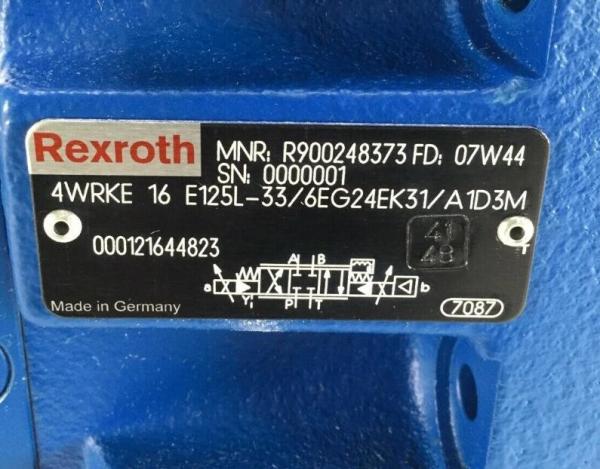 Rexroth
MNR: R900248373 FD: 07W44
SN: 0000001
4WRKE 16 E125L-33/6EG24EK31/A1D3M
000121644823
41
48
T
A B
a b
Y P T
Made in Germany
7087